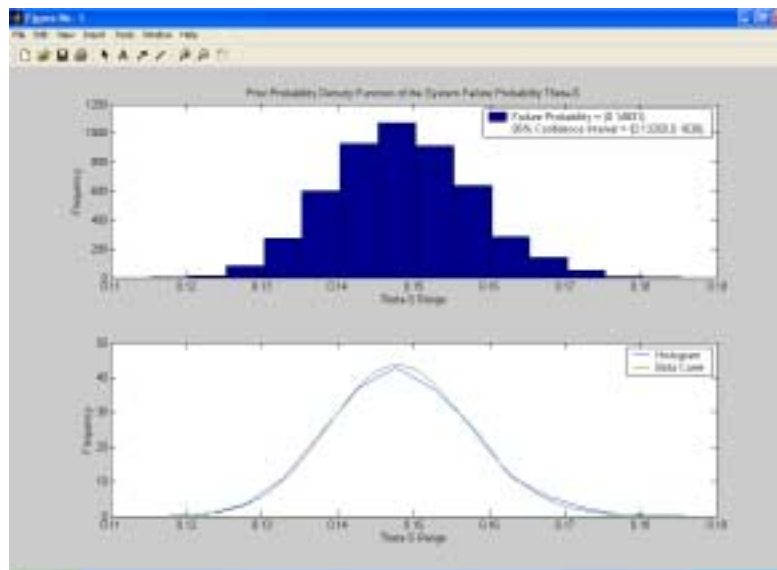 Figure No. 1
File Edit View Insert Tools Window Help
Prior Probability Density Function of the System Failure Probability Theta-S
Failure Probability =
95% Confidence Interval =
Frequency
1200
1000
800
600
400
200
0
0.11 0.12 0.13 0.14 0.15 0.16 0.17 0.18 0.19
Theta-S Range
Histogram
Beta Curve
Frequency
50
40
30
20
10
0
0.11 0.12 0.13 0.14 0.15 0.16 0.17 0.18 0.19
Theta-S Range